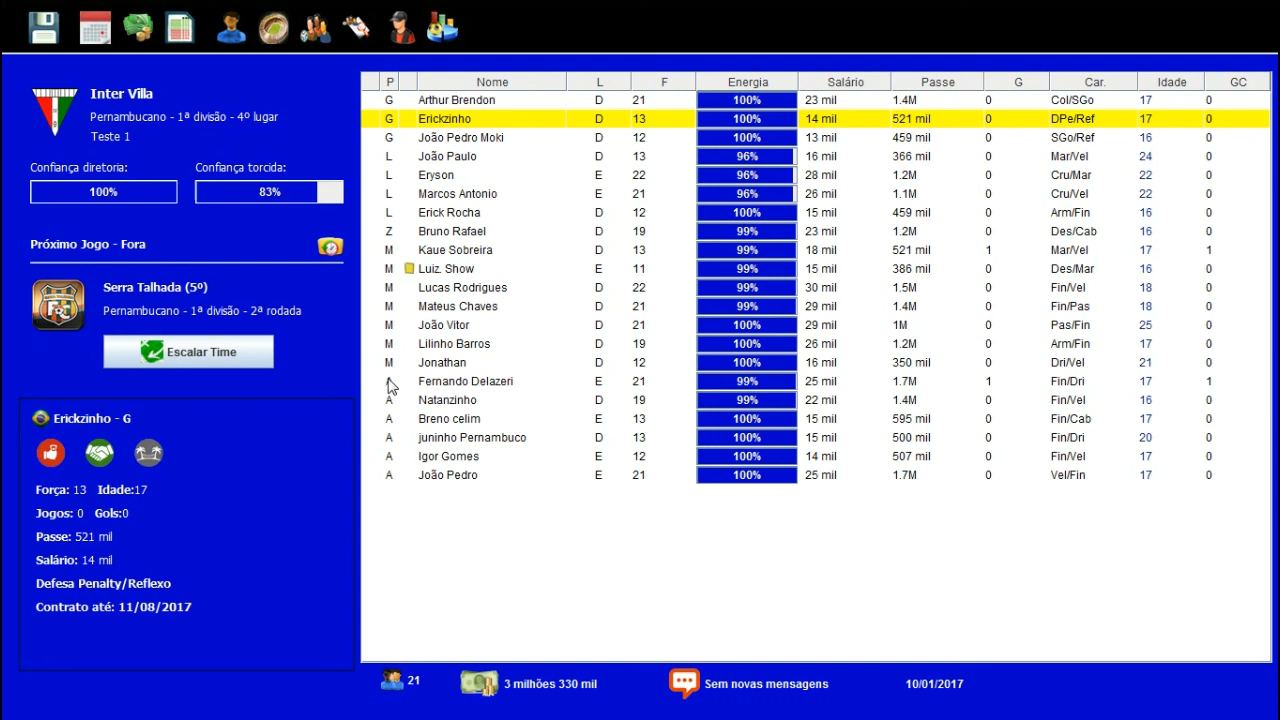 Inter Villa
Pernambucano - 1ª divisão - 4º lugar
Teste 1
Confiança diretoria: Confiança torcida:
100% 83%
Próximo Jogo - Fora
Serra Talhada (5º)
Pernambucano - 1ª divisão - 2ª rodada
Escalar Time
Erickzinho - G
Força: 13 Idade:17
Jogos: 0 Gols:0
Passe: 521 mil
Salário: 14 mil
Defesa Penalty/Reflexo
Contrato até: 11/08/2017
P Nome L F Energia Salário Passe G Car. Idade GC
G Arthur Brendon D 21 100% 23 mil 1.4M 0 Col/SGo 17 0
G Erickzinho D 13 100% 14 mil 521 mil 0 DPe/Ref 17 0
G João Pedro Moki D 12 100% 13 mil 459 mil 0 SGo/Ref 16 0
L João Paulo D 13 96% 16 mil 366 mil 0 Mar/Vel 24 0
L Eryson E 22 96% 28 mil 1.2M 0 Cru/Mar 22 0
L Marcos Antonio E 21 96% 26 mil 1.1M 0 Cru/Vel 22 0
L Erick Rocha D 12 100% 15 mil 459 mil 0 Arm/Fin 16 0
Z Bruno Rafael D 19 99% 23 mil 1.2M 0 Des/Cab 16 0
M Kaue Sobreira D 13 99% 18 mil 521 mil 1 Mar/Vel 17 1
M Luiz. Show E 11 99% 15 mil 386 mil 0 Des/Mar 16 0
M Lucas Rodrigues D 22 99% 30 mil 1.5M 0 Fin/Vel 18 0
M Mateus Chaves D 21 99% 29 mil 1.4M 0 Fin/Pas 18 0
M João Vitor D 21 100% 29 mil 1M 0 Pas/Fin 25 0
M Lilinho Barros D 19 100% 26 mil 1.2M 0 Arm/Fin 17 0
M Jonathan D 12 100% 16 mil 350 mil 0 Dri/Vel 21 0
Fernando Delazeri E 21 99% 25 mil 1.7M 1 Fin/Dri 17 1
A Natanzinho D 19 99% 22 mil 1.4M 0 Fin/Vel 16 0
A Breno celim E 13 100% 15 mil 595 mil 0 Fin/Cab 17 0
A juninho Pernambuco D 13 100% 15 mil 500 mil 0 Fin/Dri 20 0
A Igor Gomes E 12 100% 14 mil 507 mil 0 Fin/Vel 17 0
A João Pedro E 21 100% 25 mil 1.7M 0 Vel/Fin 17 0
21 3 milhões 330 mil Sem novas mensagens 10/01/2017